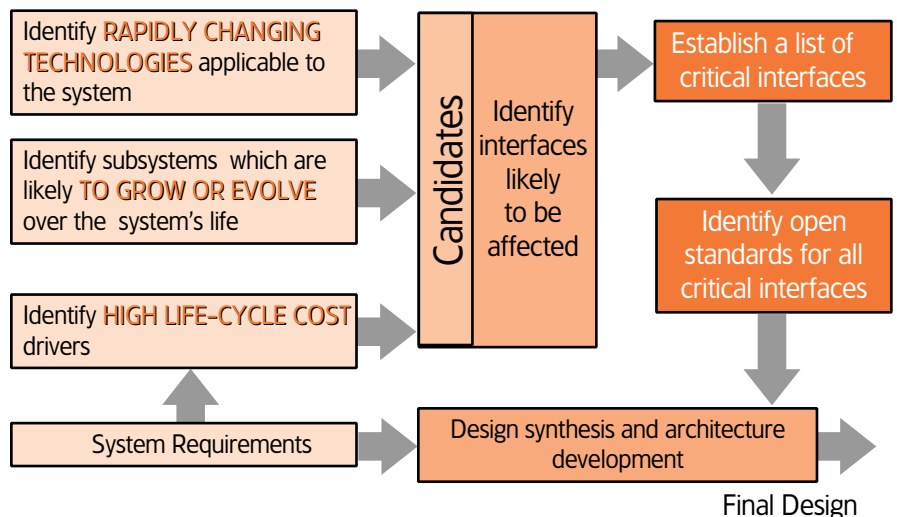 Identify RAPIDLY CHANGING
TECHNOLOGIES applicable to
the system
Identify subsystems which are
likely TO GROW OR EVOLVE
over the system's life
Identify HIGH LIFE-CYCLE COST
drivers
System Requirements
Candidates
Identify
interfaces
likely
to be
affected
Establish a list of
critical interfaces
Identify open
standards for all
critical interfaces
Design synthesis and architecture
development
Final Design